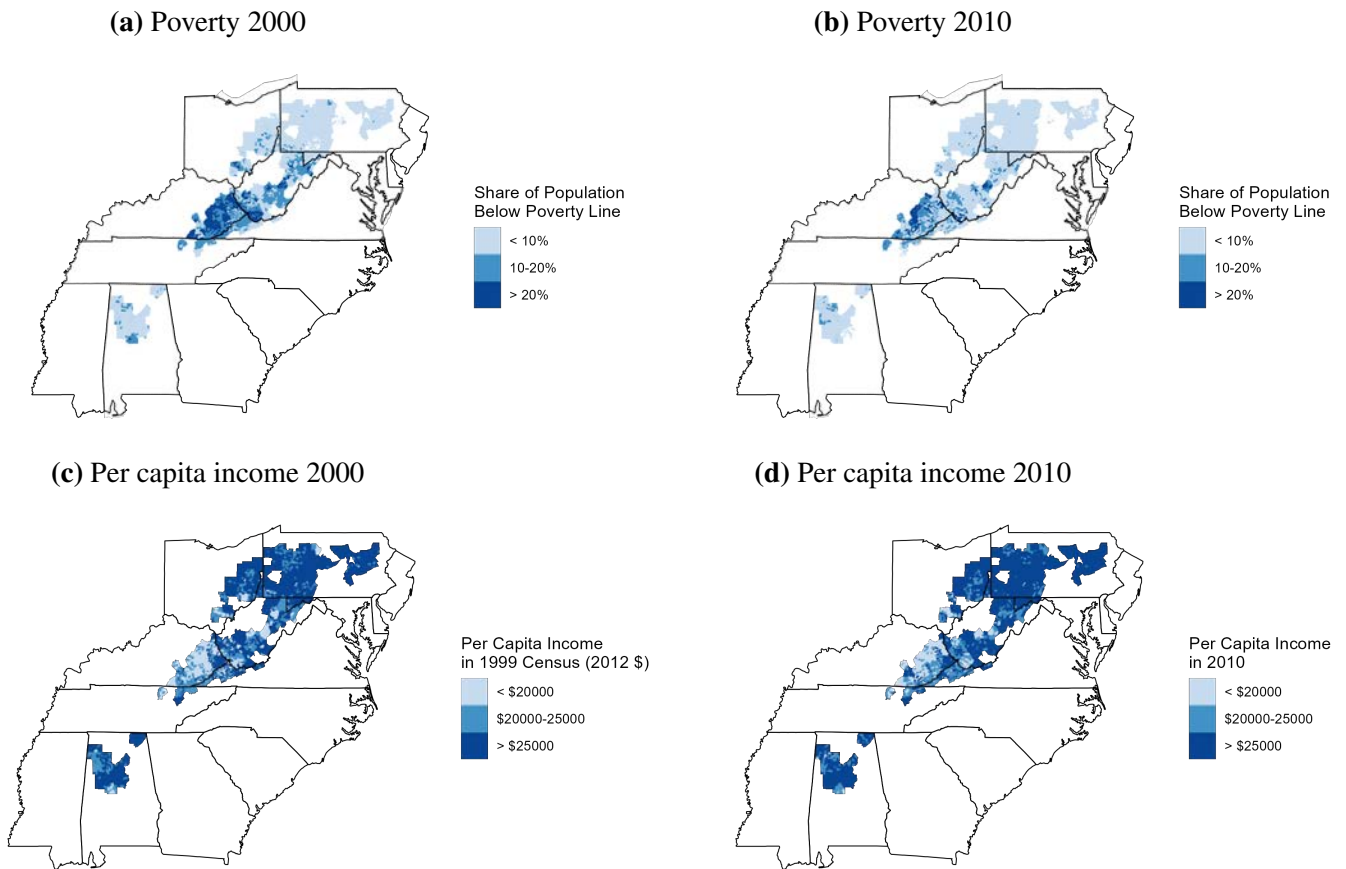 (a) Poverty 2000
Share of Population
Below Poverty Line
< 10%
10-20%
> 20%
(b) Poverty 2010
Share of Population
Below Poverty Line
< 10%
10-20%
> 20%
(c) Per capita income 2000
Per Capita Income
in 1999 Census (2012 $)
< $20000
$20000-25000
> $25000
(d) Per capita income 2010
Per Capita Income
in 2010
< $20000
$20000-25000
> $25000